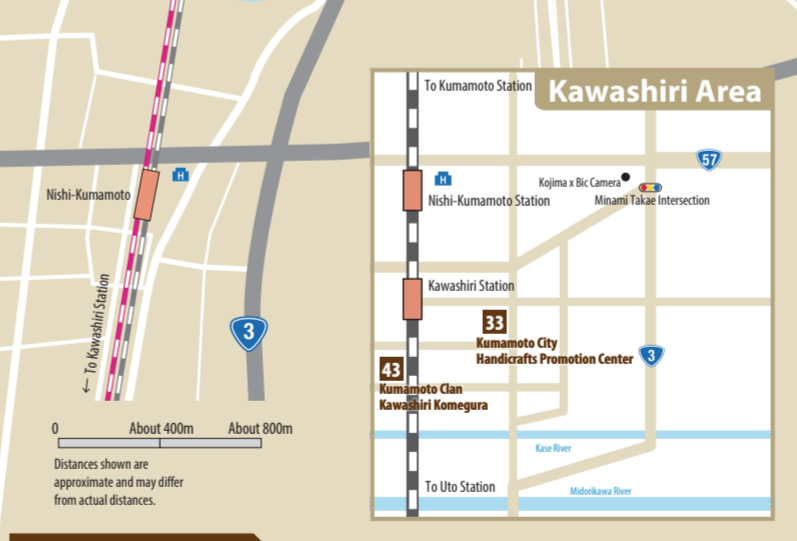 Nishi-Kumamoto
H
← To Kawashiri Station
3
0 About 400m About 800m
Distances shown are
approximate and may differ
from actual distances.
Kawashiri Area
To Kumamoto Station
57
H
Kojima x Bic Camera
Nishi-Kumamoto Station
Minami Takae Intersection
Kawashiri Station
33
Kumamoto City
Handicrafts Promotion Center
3
43
Kumamoto Clan
Kawashiri Komegura
Kase River
To Uto Station
Midorikawa River